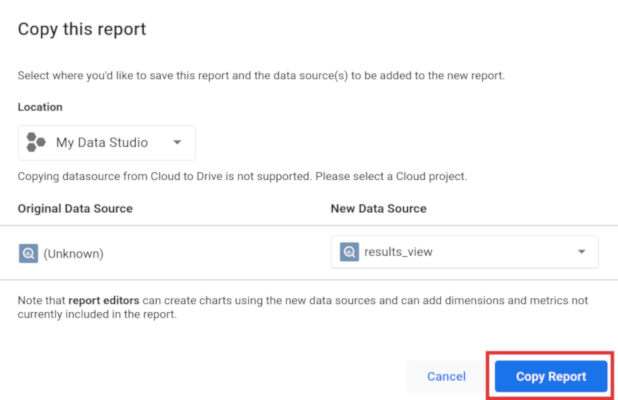 Copy this report
Select where you'd like to save this report and the data source(s) to be added to the new report.
Location
My Data Studio
Copying datasource from Cloud to Drive is not supported. Please select a Cloud project.
Original Data Source New Data Source
(Unknown) results_view
Note that report editors can create charts using the new data sources and can add dimensions and metrics not
currently included in the report.
Cancel Copy Report